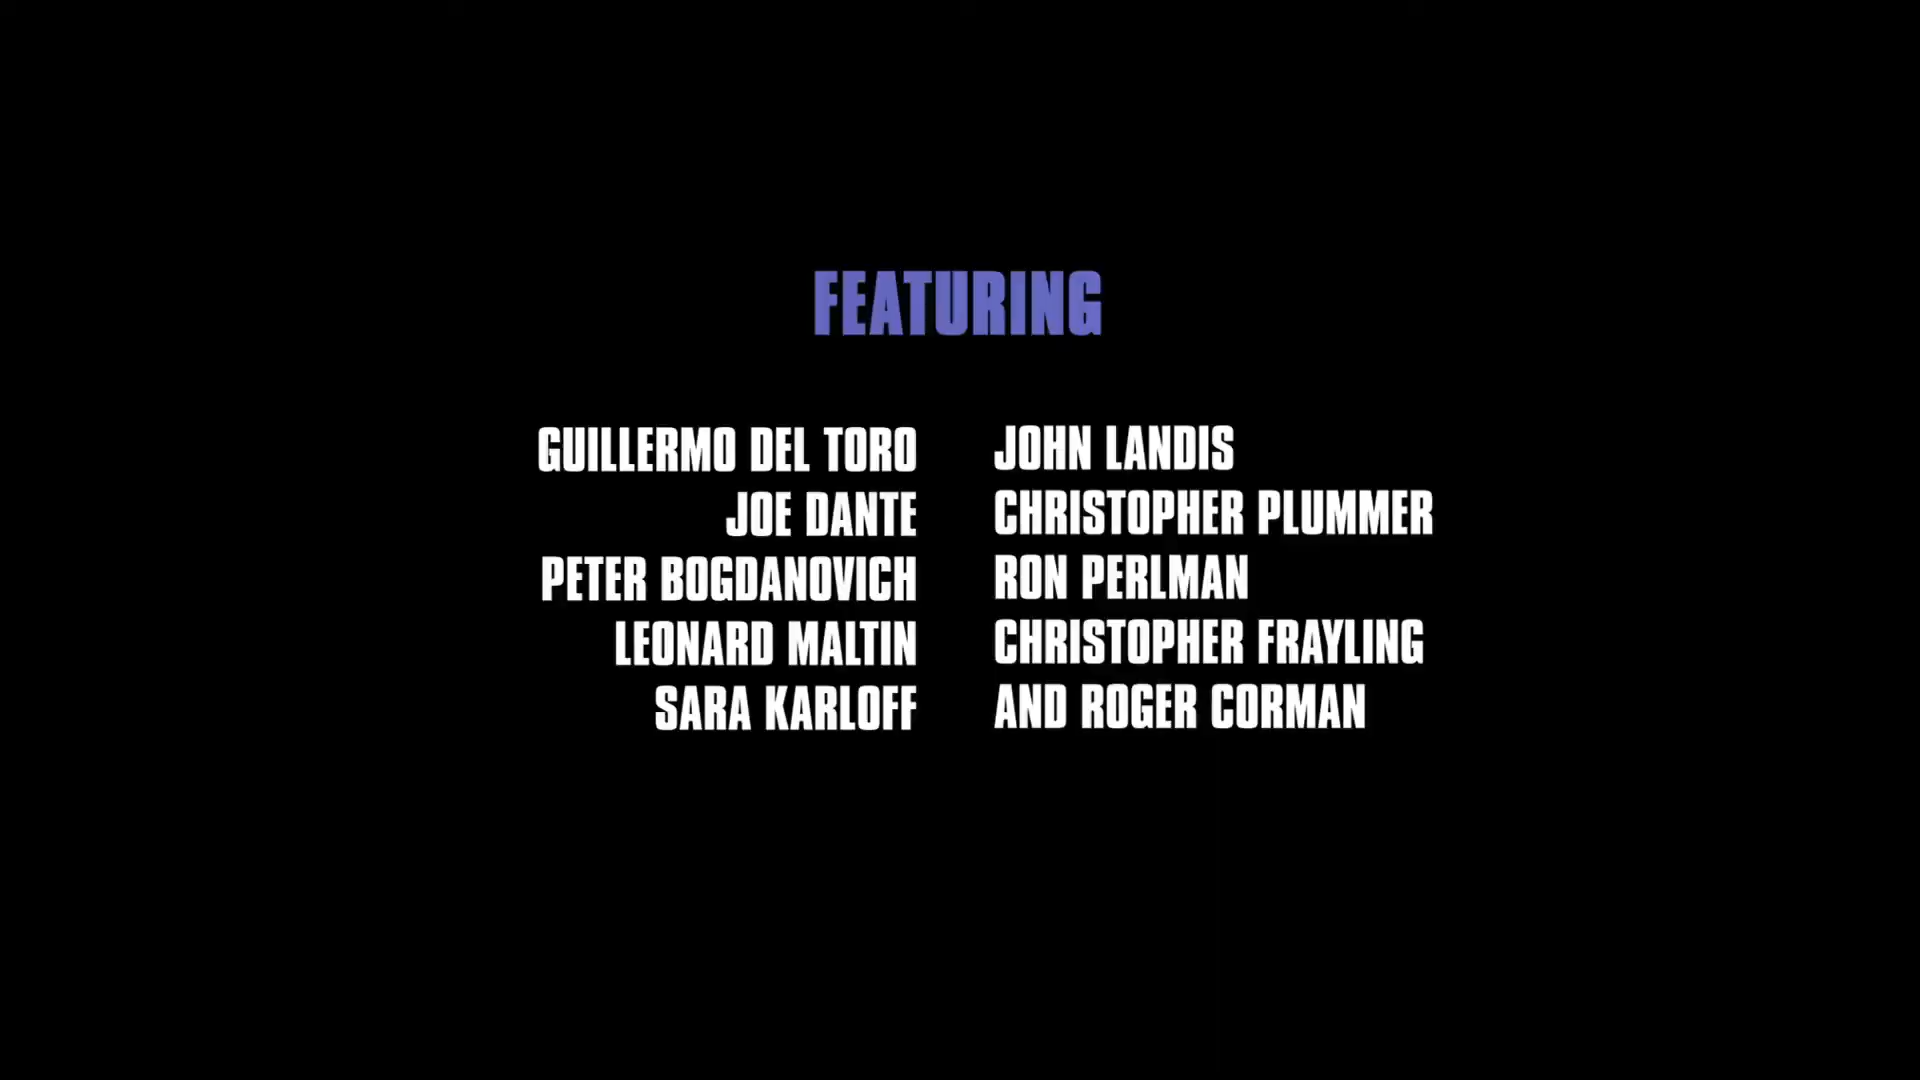 FEATURING
GUILLERMO DEL TORO
JOE DANTE
PETER BOGDANOVICH
LEONARD MALTIN
SARA KARLOFF
JOHN LANDIS
CHRISTOPHER PLUMMER
RON PERLMAN
CHRISTOPHER FRAYLING
AND ROGER CORMAN